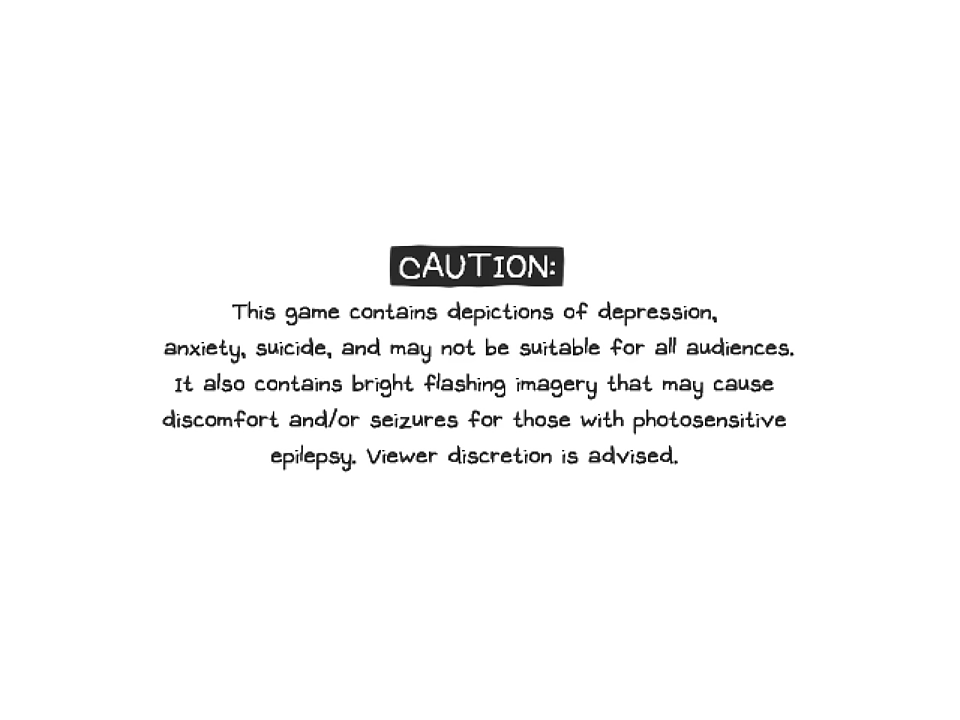 CAUTION:
This game contains depictions of depression,
anxiety, suicide, and may not be suitable for all audiences.
It also contains bright flashing imagery that may cause
discomfort and/or seizures for those with photosensitive
epilepsy. Viewer discretion is advised.